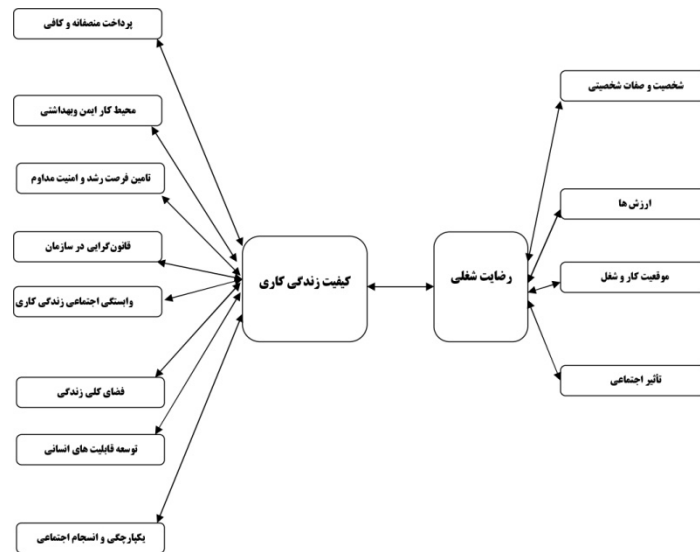 پرداخت منصفانه و کافی
محیط کار ایمن وبهداشتی
تامین فرصت رشد و امنیت مداوم
قانون‌گرایی در سازمان
وابستگی اجتماعی زندگی کاری
فضای کلی زندگی
توسعه قابلیت های انسانی
یکپارچگی و انسجام اجتماعی
کیفیت زندگی کاری
رضایت شغلی
شخصیت و صفات شخصیتی
ارزش ها
موقعیت کار و شغل
تأثیر اجتماعی